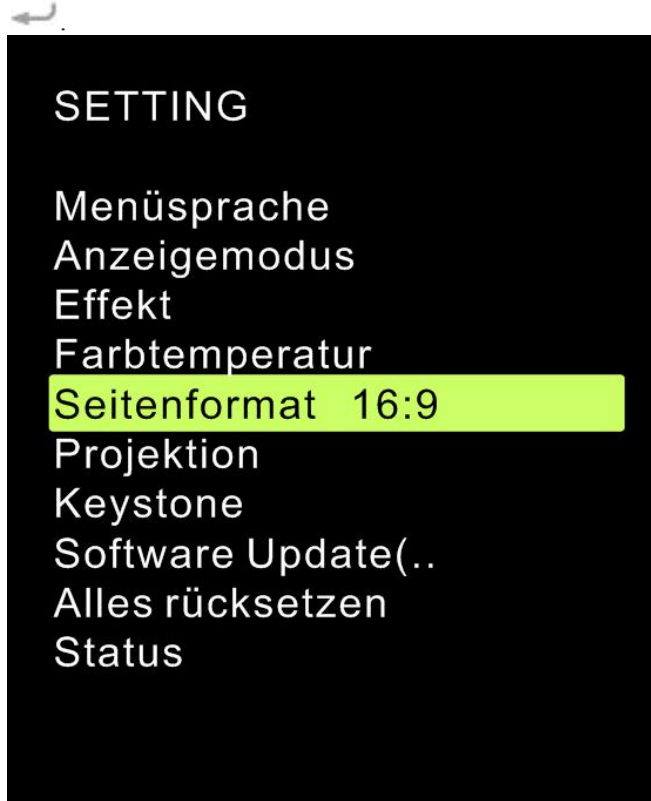 .
SETTING
Menüsprache
Anzeigemodus
Effekt
Farbtemperatur
Seitenformat 16:9
Projektion
Keystone
Software Update(..
Alles rücksetzen
Status